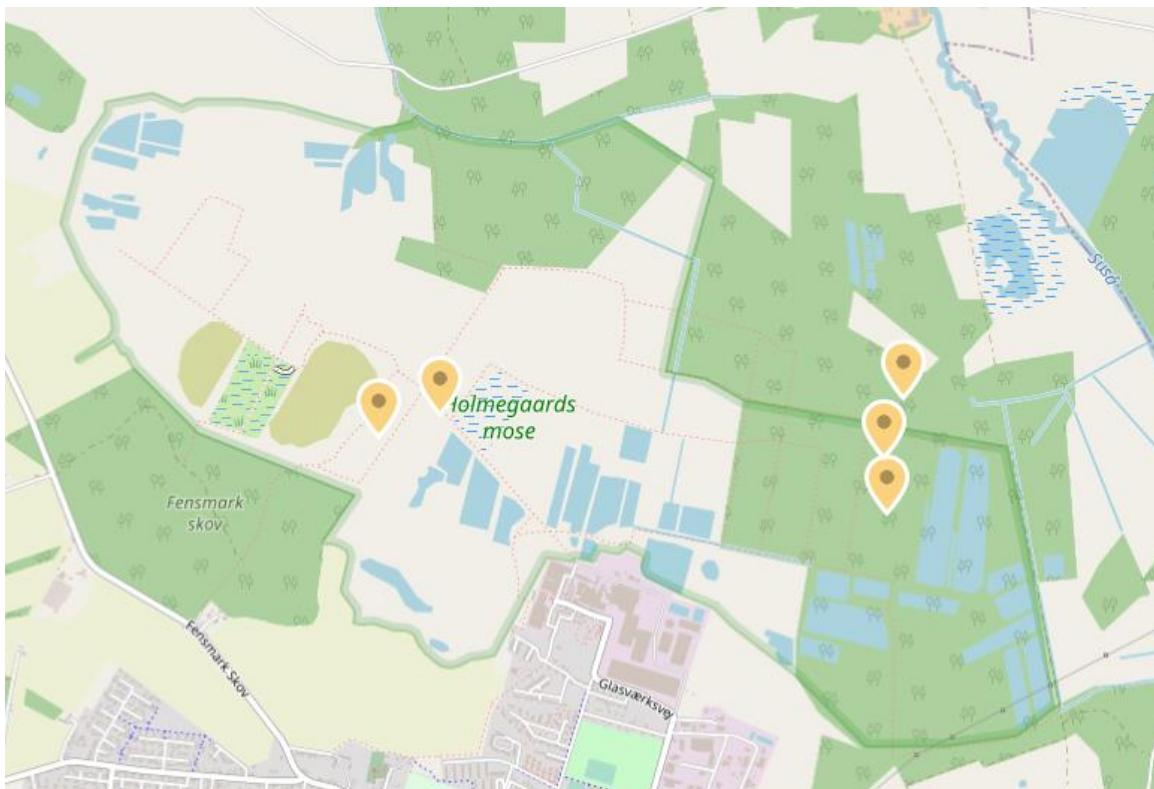 Suså
Holmegaards
mose
Fensmark
skov
Fensmark Skov
Glasværksvej